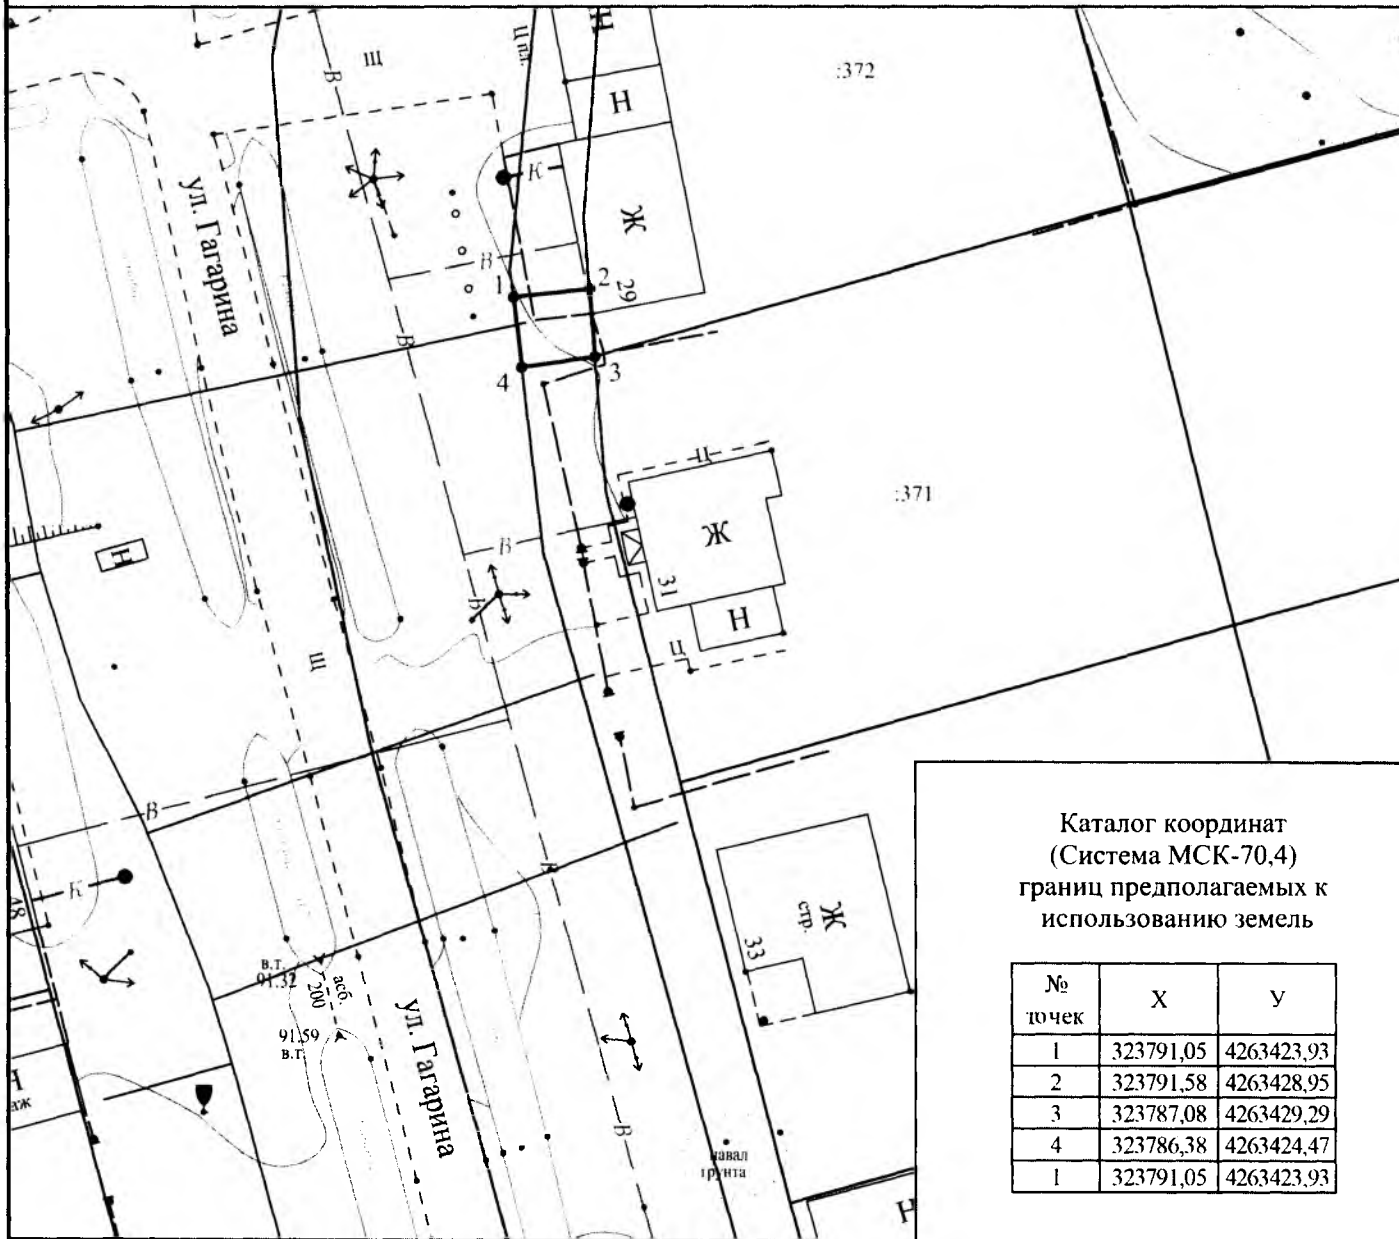 Щ
В
Ц пл.
Н
:372
Н
К
Ж
ул. Гагарина
В
1
2
29
В
4
3
Ц
:371
Н
В
Ж
31
Н
Щ
Ц
В
К
48
В
Ж
стр.
33
в.т.
91.32
асб.
200
91.59
в.т.
ул. Гагарина
В
навал
грунта
Н
Каталог координат
(Система МСК-70,4)
границ предполагаемых к
использованию земель
№ точек X У
1 323791,05 4263423,93
2 323791,58 4263428,95
3 323787,08 4263429,29
4 323786,38 4263424,47
1 323791,05 4263423,93